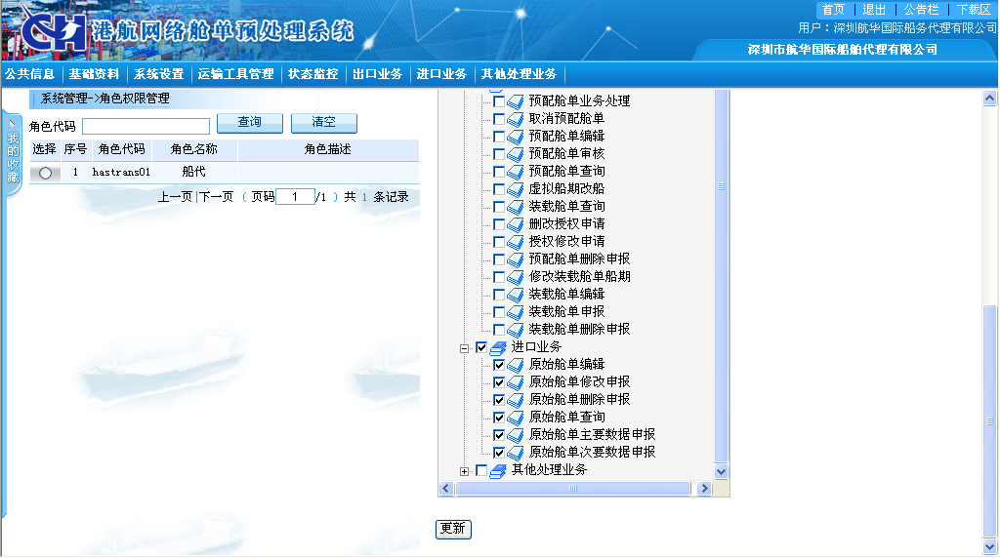 首页 | 退出 | 公告栏 | 下载区
CH 港航网络舱单预处理系统
用户：深圳航华国际船务代理有限公司
深圳市航华国际船舶代理有限公司
公共信息 基础资料 系统设置 运输工具管理 状态监控 出口业务 进口业务 其他处理业务
系统管理->角色权限管理
我的收藏
角色代码 查询 清空
选择 序号 角色代码 角色名称 角色描述
1 hastrans01 船代
上一页|下一页 ( 页码 1 /1 ) 共 1 条记录
预配舱单业务处理
取消预配舱单
预配舱单编辑
预配舱单审核
预配舱单查询
虚拟船期改船
装载舱单查询
删改授权申请
授权修改申请
预配舱单删除申报
修改装载舱单船期
装载舱单编辑
装载舱单申报
装载舱单删除申报
进口业务
原始舱单编辑
原始舱单修改申报
原始舱单删除申报
原始舱单查询
原始舱单主要数据申报
原始舱单次要数据申报
其他处理业务
更新